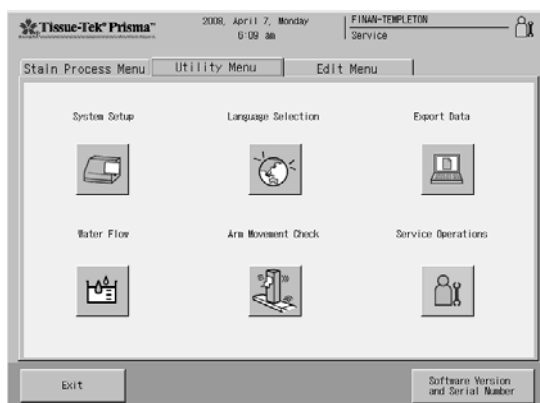 Tissue-Tek® Prisma™
2008, April 7, Monday
6:09 am
FINAN-TEMPLETON
Service
Stain Process Menu
Utility Menu
Edit Menu
System Setup
Language Selection
Export Data
Water Flow
Arm Movement Check
Service Operations
Exit
Software Version
and Serial Number